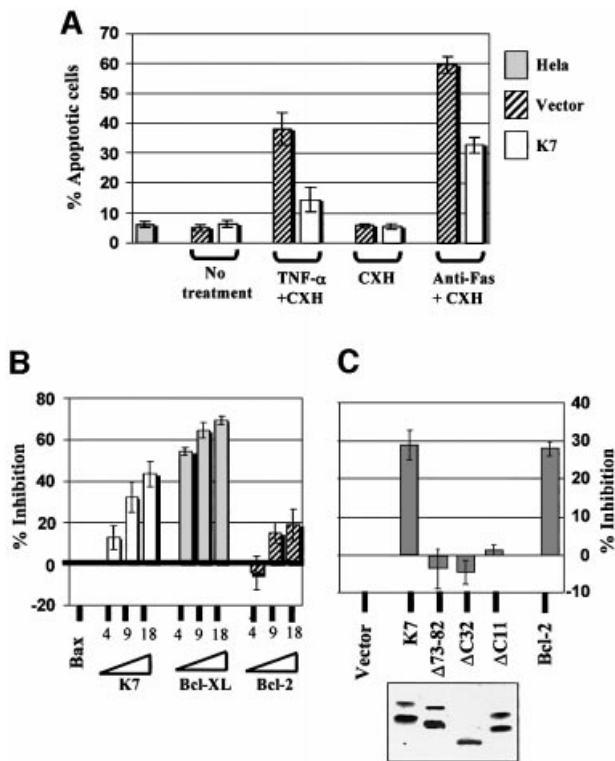 A
% Apoptotic cells
70
60
50
40
30
20
10
0
No treatment
TNF-α +CXH
CXH
Anti-Fas + CXH
Hela
Vector
K7
B
% Inhibition
80
60
40
20
0
-20
Bax
4 9 18
K7
4 9 18
Bcl-XL
4 9 18
Bcl-2
C
40
30
20
10
0
-10
% Inhibition
Vector
K7
Δ73-82
ΔC32
ΔC11
Bcl-2